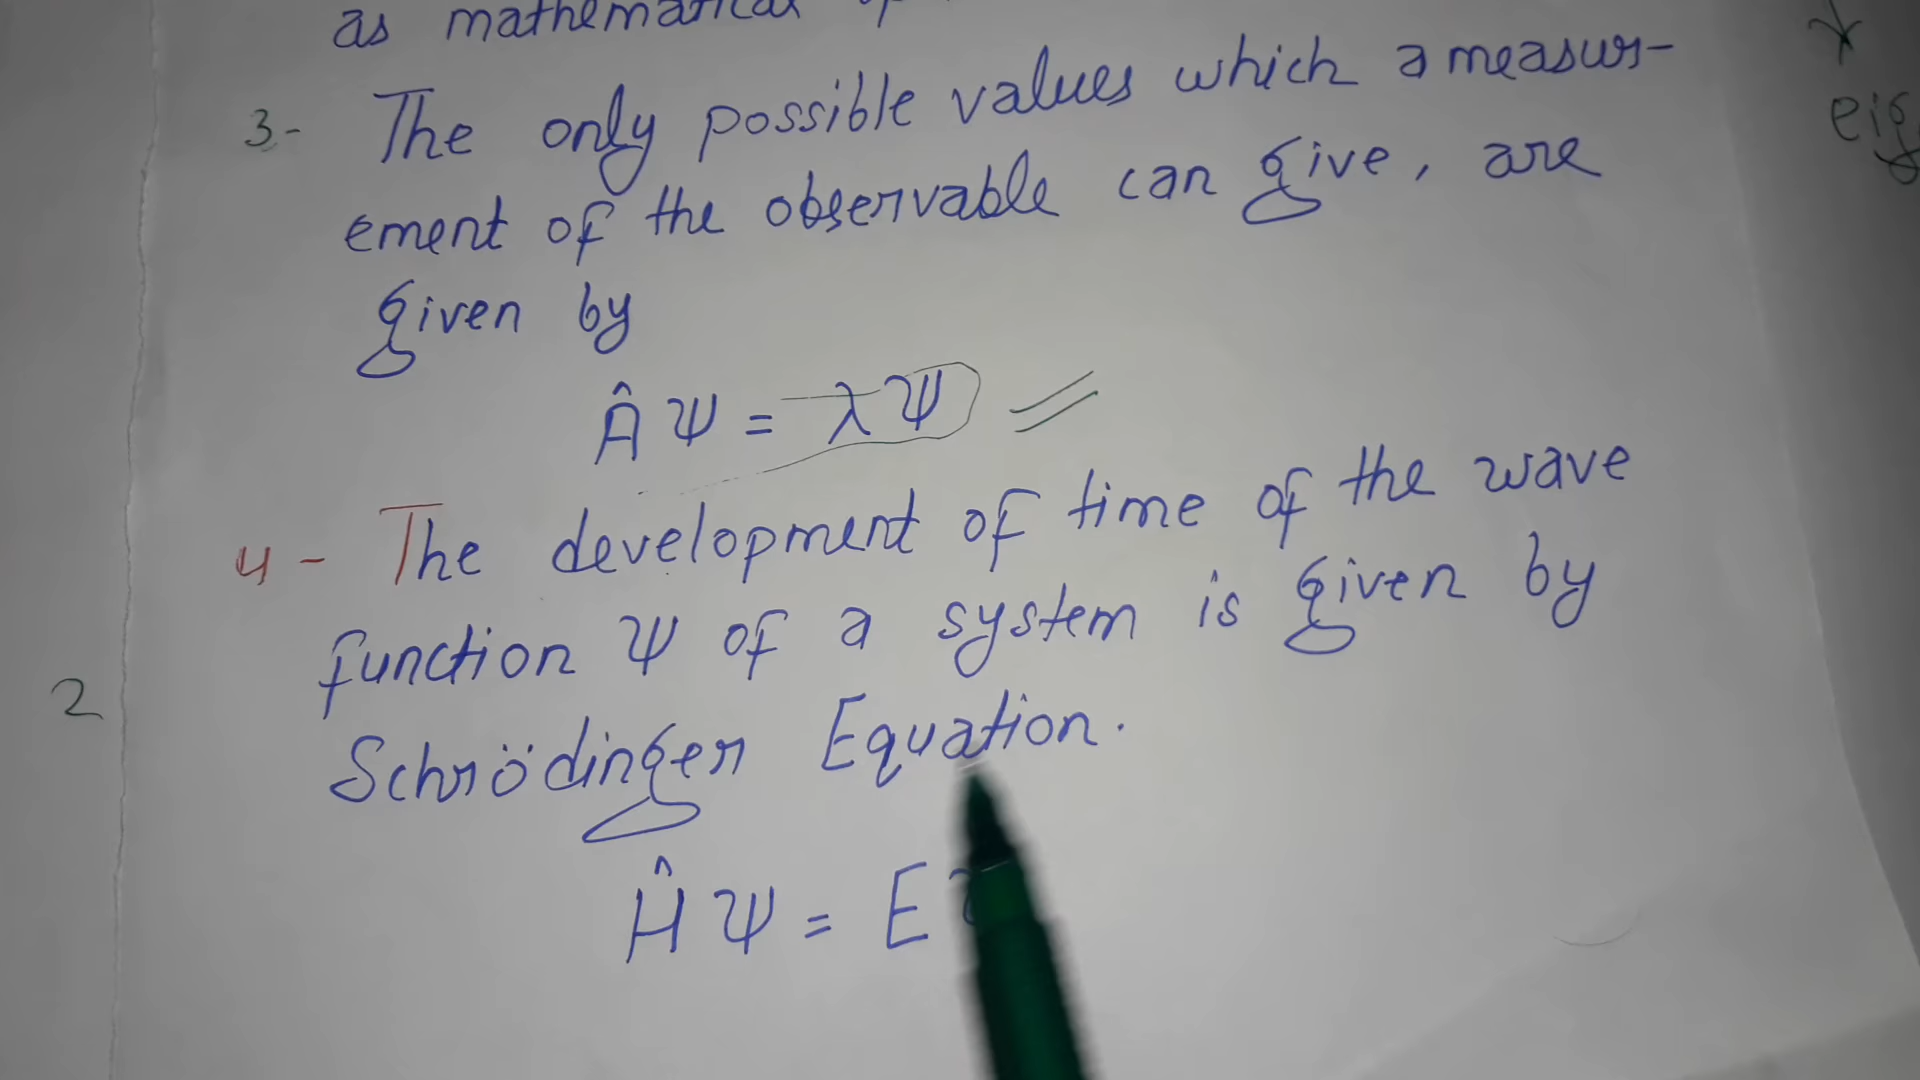 as mathematical
3- The only possible values which a measur-
ement of the observable can give, are
given by
Â Ψ = λΨ
4- The development of time of the wave
function Ψ of a system is given by
Schrödinger Equation.
Ĥ Ψ = E
2